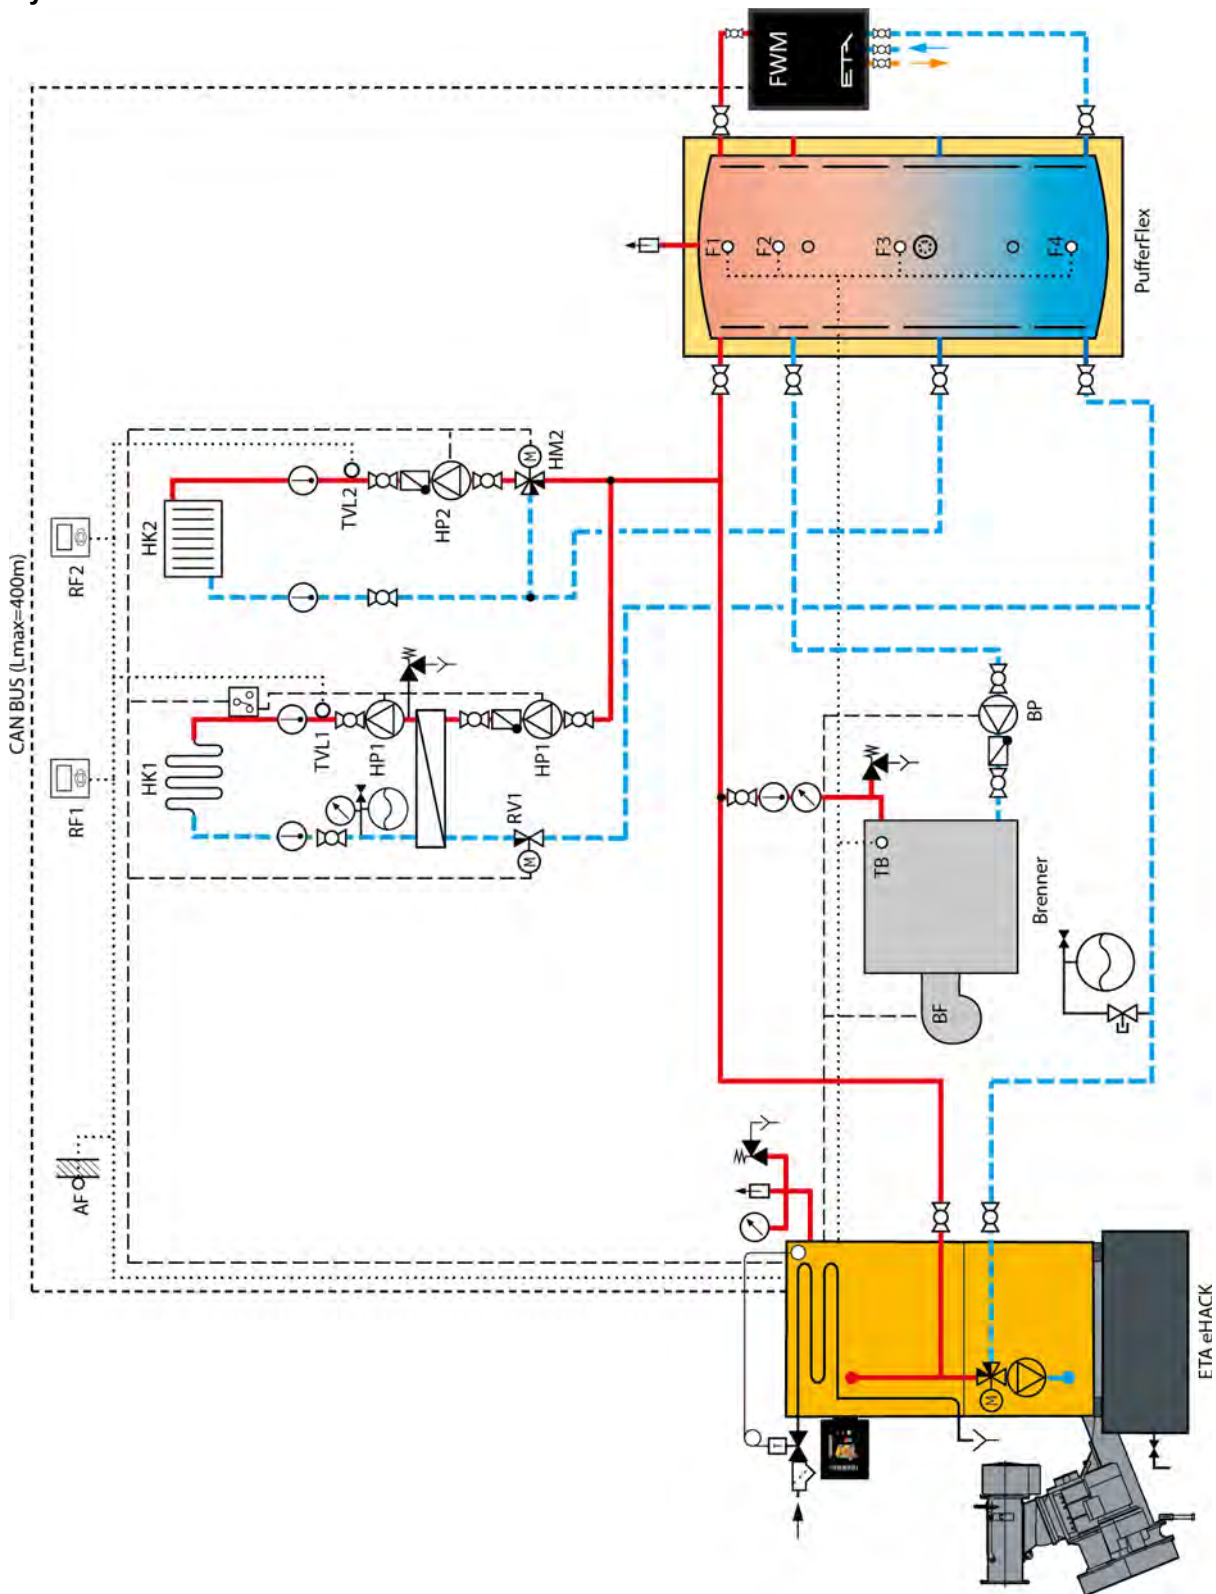 CAN BUS (Lmax=400m)
FWM
ETA
F1
F2
F3
F4
PufferFlex
RF2
HK2
TVL2
HP2
HM2
M
RF1
HK1
TVL1
HP1
HP1
RV1
M
BP
TB
Brenner
BF
AF
T
M
ETA eHACK